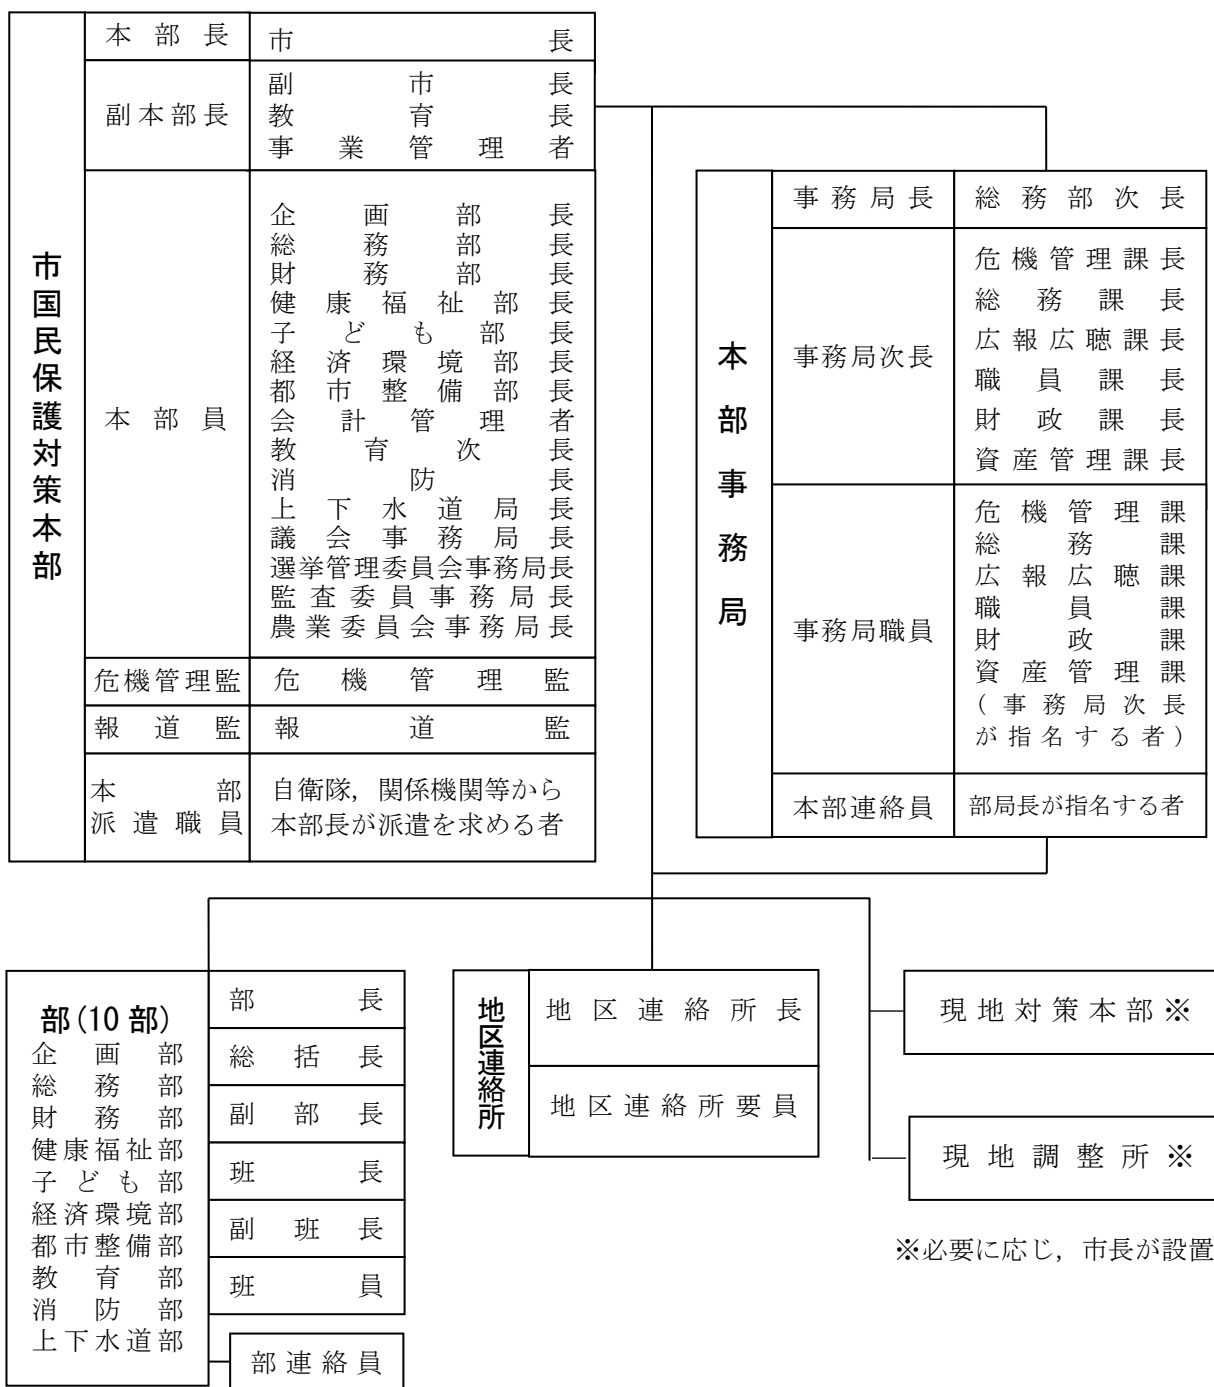 市国民保護対策本部
本部長
市長
副本部長
副市長
教育長
事業管理者
本部員
企画部長
総務部長
財務部長
健康福祉部長
子ども部長
経済環境部長
都市整備部長
会計管理者
教育次長
消防長
上下水道局長
議会事務局長
選挙管理委員会事務局長
監査委員事務局長
農業委員会事務局長
危機管理監
危機管理監
報道監
報道監
本部
派遣職員
自衛隊，関係機関等から
本部長が派遣を求める者
本部事務局
事務局長
総務部次長
事務局次長
危機管理課長
総務課長
広報広聴課長
職員課長
財政課長
資産管理課長
事務局職員
危機管理課
総務課
広報広聴課
職員課
財政課
資産管理課
(事務局次長
が指名する者)
本部連絡員
部局長が指名する者
部(10部)
企画部
総務部
財務部
健康福祉部
子ども部
経済環境部
都市整備部
教育部
消防部
上下水道部
部長
総括長
副部長
班長
副班長
班員
部連絡員
地区連絡所
地区連絡所長
地区連絡所要員
現地対策本部※
現地調整所※
※必要に応じ，市長が設置